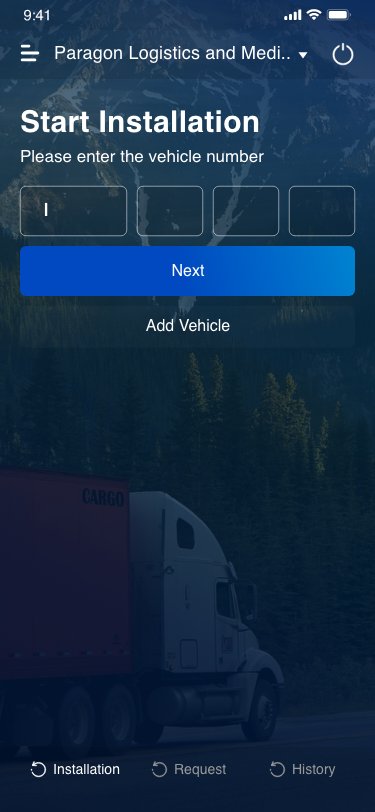 9:41
Paragon Logistics and Medi..
Start Installation
Please enter the vehicle number
Next
Add Vehicle
CARGO
Installation
Request
History